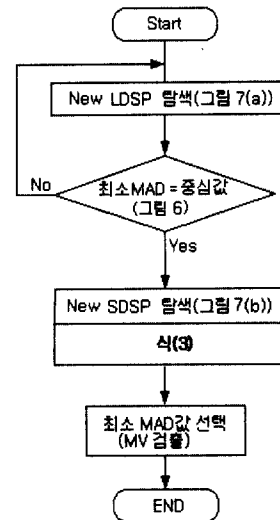 Start
New LDSP 탐색(그림 7(a))
최소MAD = 중심값
(그림 6)
No
Yes
New SDSP 탐색(그림 7(b))
식(3)
최소 MAD값 선택
(MV 검출)
END